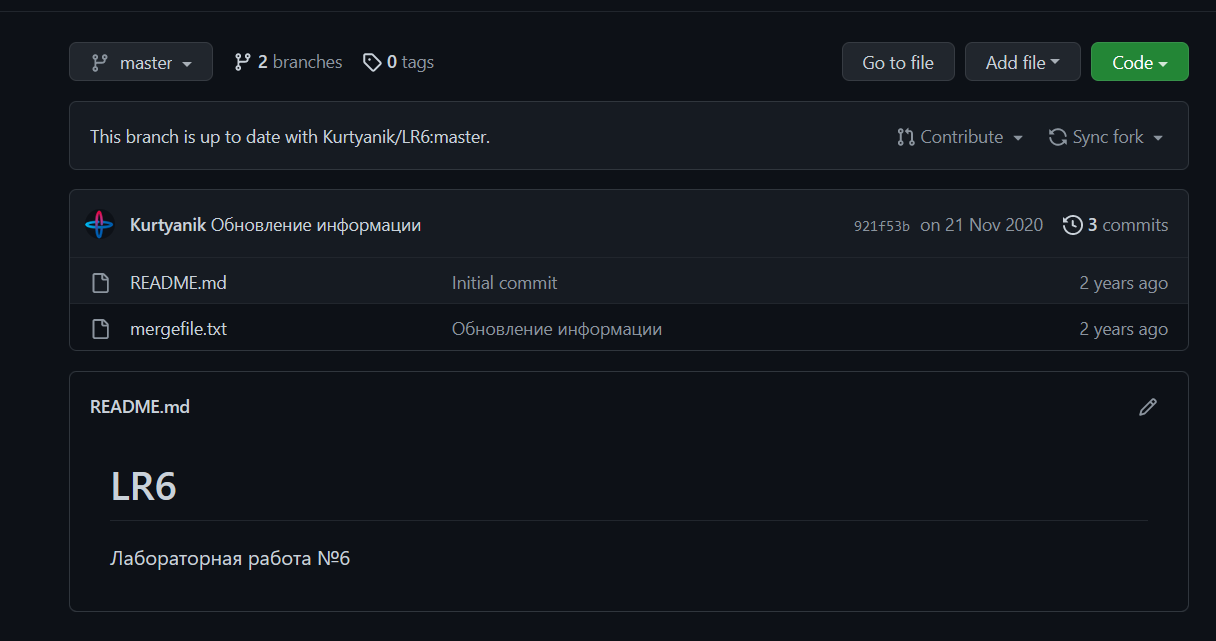 master 2 branches 0 tags Go to file Add file Code
This branch is up to date with Kurtyanik/LR6:master. Contribute Sync fork
Kurtyanik Обновление информации 921f53b on 21 Nov 2020 3 commits
README.md Initial commit 2 years ago
mergefile.txt Обновление информации 2 years ago
README.md
LR6
Лабораторная работа №6